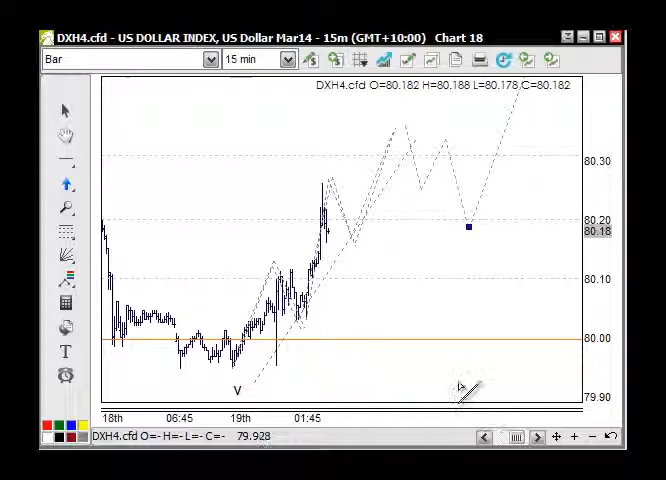 DXH4.cfd - US DOLLAR INDEX, US Dollar Mar14 - 15m (GMT+10:00) Chart 18
Bar 15 min
DXH4.cfd O=80.182 H=80.188 L=80.178 C=80.182
80.30
80.20
80.18
80.10
80.00
79.90
V
T
18th 06:45 19th 01:45
DXH4.cfd O=- H=- L=- C=- 79.928